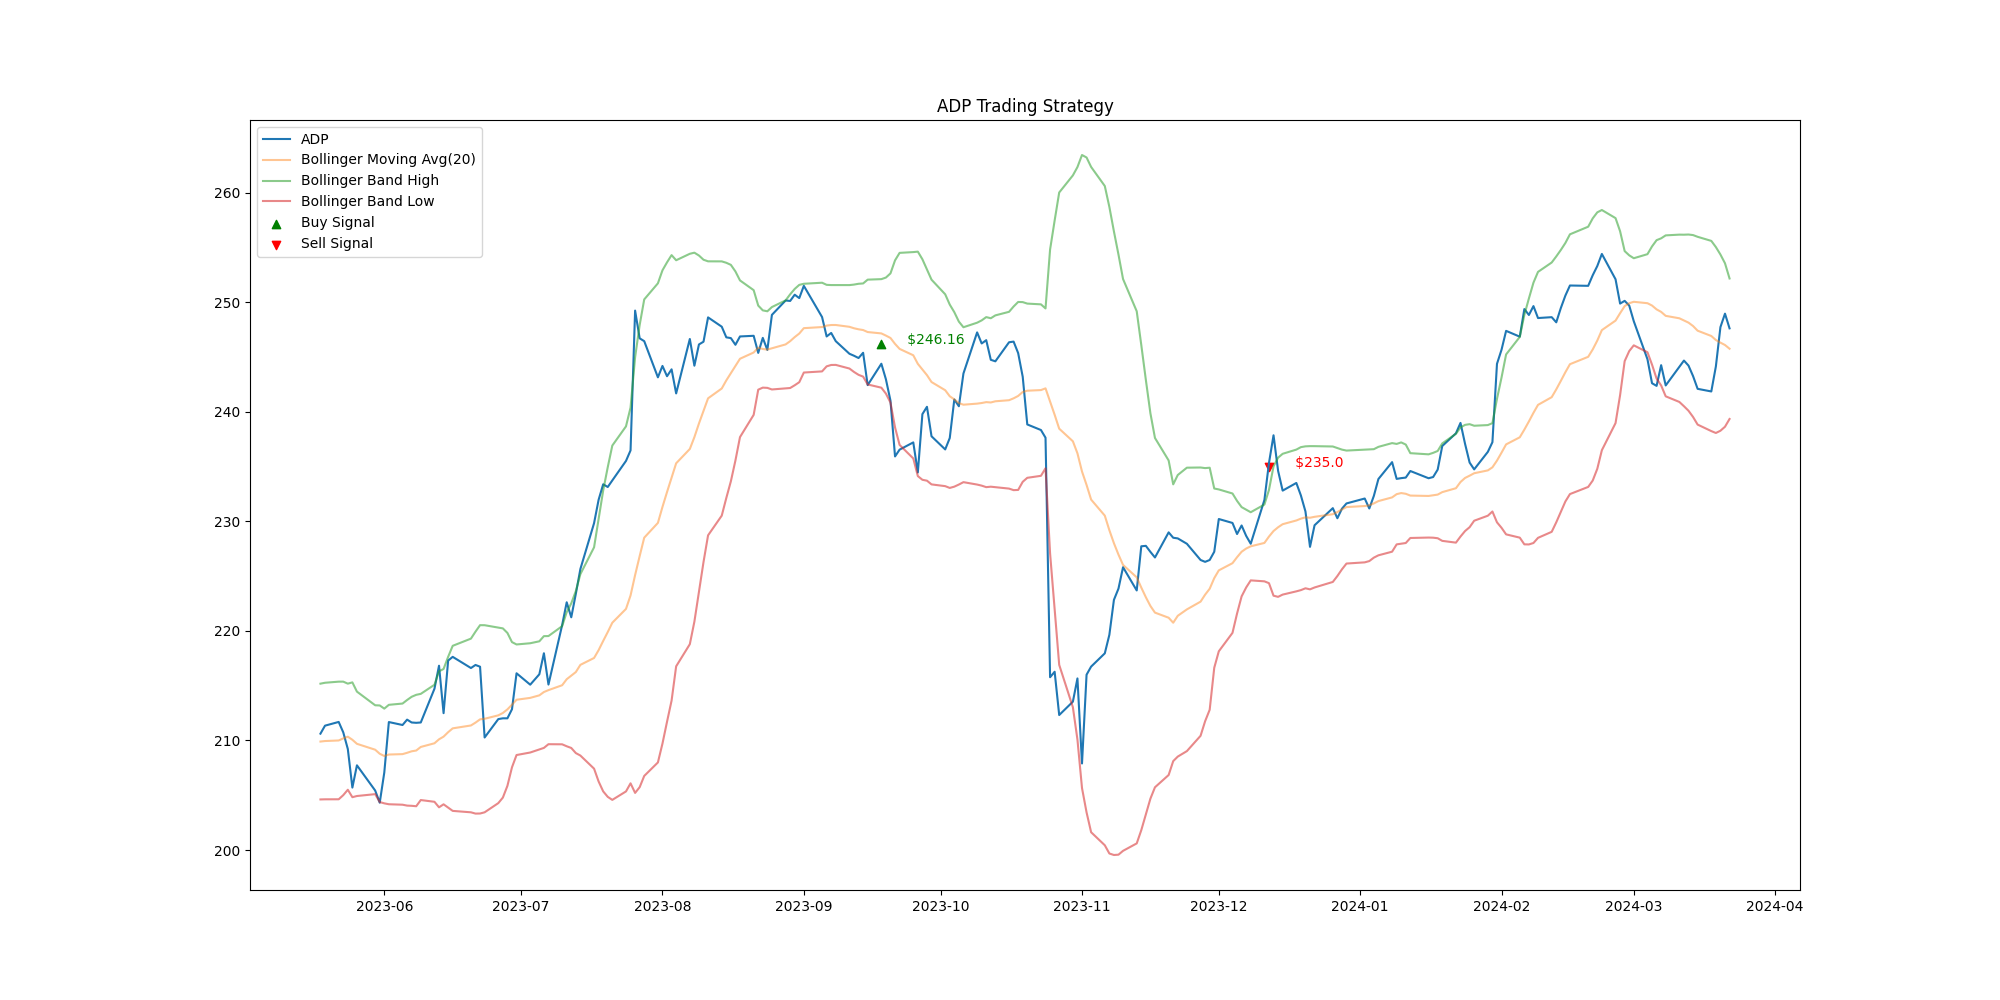 ADP Trading Strategy
ADP
Bollinger Moving Avg(20)
Bollinger Band High
Bollinger Band Low
Buy Signal
Sell Signal
260
250
240
230
220
210
200
$246.16
$235.0
2023-06 2023-07 2023-08 2023-09 2023-10 2023-11 2023-12 2024-01 2024-02 2024-03 2024-04